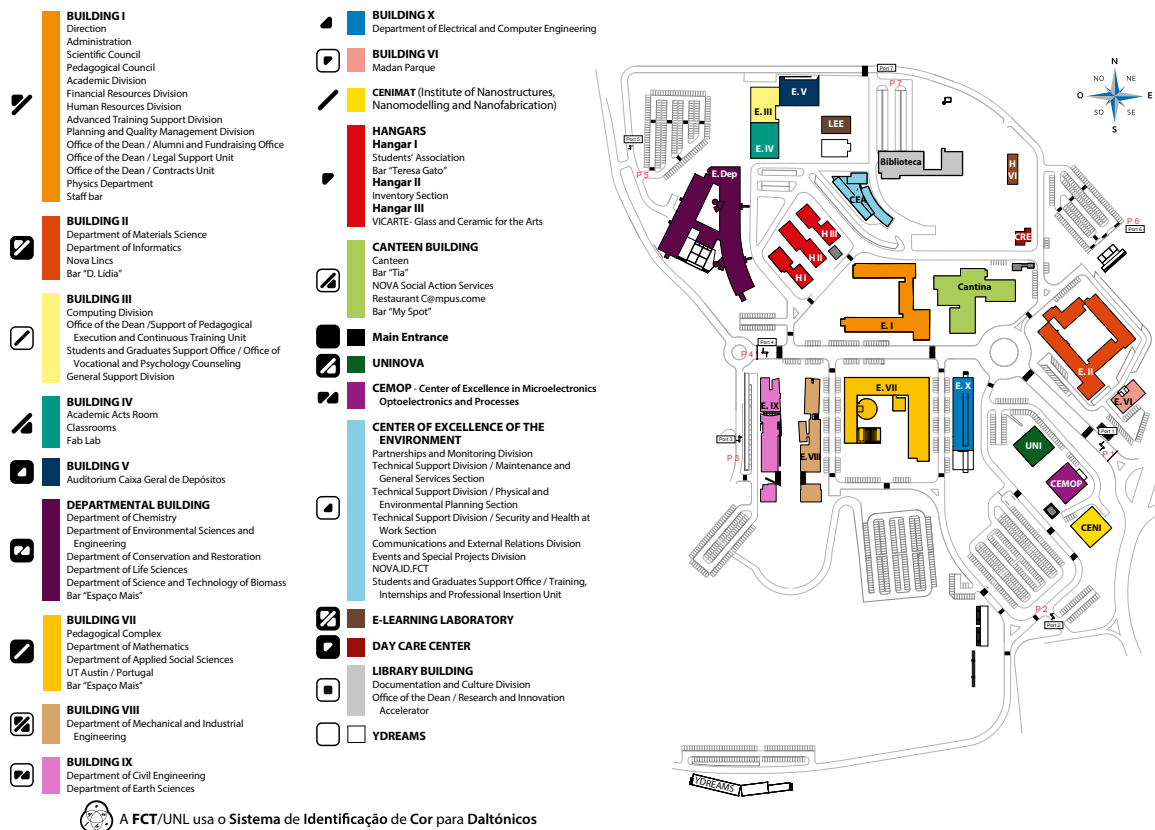 BUILDING I
Direction
Administration
Scientific Council
Pedagogical Council
Academic Division
Financial Resources Division
Human Resources Division
Advanced Training Support Division
Planning and Quality Management Division
Office of the Dean / Alumni and Fundraising Office
Office of the Dean / Legal Support Unit
Office of the Dean / Contracts Unit
Physics Department
Staff bar
BUILDING II
Department of Materials Science
Department of Informatics
Nova Lincs
Bar “D. Lídia”
BUILDING III
Computing Division
Office of the Dean /Support of Pedagogical
Execution and Continuous Training Unit
Students and Graduates Support Office / Office of
Vocational and Psychology Counseling
General Support Division
BUILDING IV
Academic Acts Room
Classrooms
Fab Lab
BUILDING V
Auditorium Caixa Geral de Depósitos
DEPARTMENTAL BUILDING
Department of Chemistry
Department of Environmental Sciences and
Engineering
Department of Conservation and Restoration
Department of Life Sciences
Department of Science and Technology of Biomass
Bar “Espaço Mais”
BUILDING VII
Pedagogical Complex
Department of Mathematics
Department of Applied Social Sciences
UT Austin / Portugal
Bar “Espaço Mais”
BUILDING VIII
Department of Mechanical and Industrial
Engineering
BUILDING IX
Department of Civil Engineering
Department of Earth Sciences
BUILDING X
Department of Electrical and Computer Engineering
BUILDING VI
Madan Parque
CENIMAT (Institute of Nanostructures,
Nanomodelling and Nanofabrication)
HANGARS
Hangar I
Students’ Association
Bar “Teresa Gato”
Hangar II
Inventory Section
Hangar III
VICARTE- Glass and Ceramic for the Arts
CANTEEN BUILDING
Canteen
Bar “Tia”
NOVA Social Action Services
Restaurant C@mpus.come
Bar “My Spot”
Main Entrance
UNINOVA
CEMOP - Center of Excellence in Microelectronics
Optoelectronics and Processes
CENTER OF EXCELLENCE OF THE
ENVIRONMENT
Partnerships and Monitoring Division
Technical Support Division / Maintenance and
General Services Section
Technical Support Division / Physical and
Environmental Planning Section
Technical Support Division / Security and Health at
Work Section
Communications and External Relations Division
Events and Special Projects Division
NOVA.ID.FCT
Students and Graduates Support Office / Training,
Internships and Professional Insertion Unit
E-LEARNING LABORATORY
DAY CARE CENTER
LIBRARY BUILDING
Documentation and Culture Division
Office of the Dean / Research and Innovation
Accelerator
YDREAMS
A FCT/UNL usa o Sistema de Identificação de Cor para Daltónicos
N
NO NE
O E
SO SE
S
Port 7
P 7
E. V
E. III
E. IV
LEE
Biblioteca
H
VI
Port 5
P 5
E. Dep
CEA
P 6
Port 6
H III
H II
H I
CRE
Cantina
E. I
Port 4
P 4
E. II
E. VI
E. IX
E. VIII
E. VII
E. X
Port 3
P 3
Port 1
P 1
UNI
CEMOP
CENI
P 2
Port 2
YDREAMS